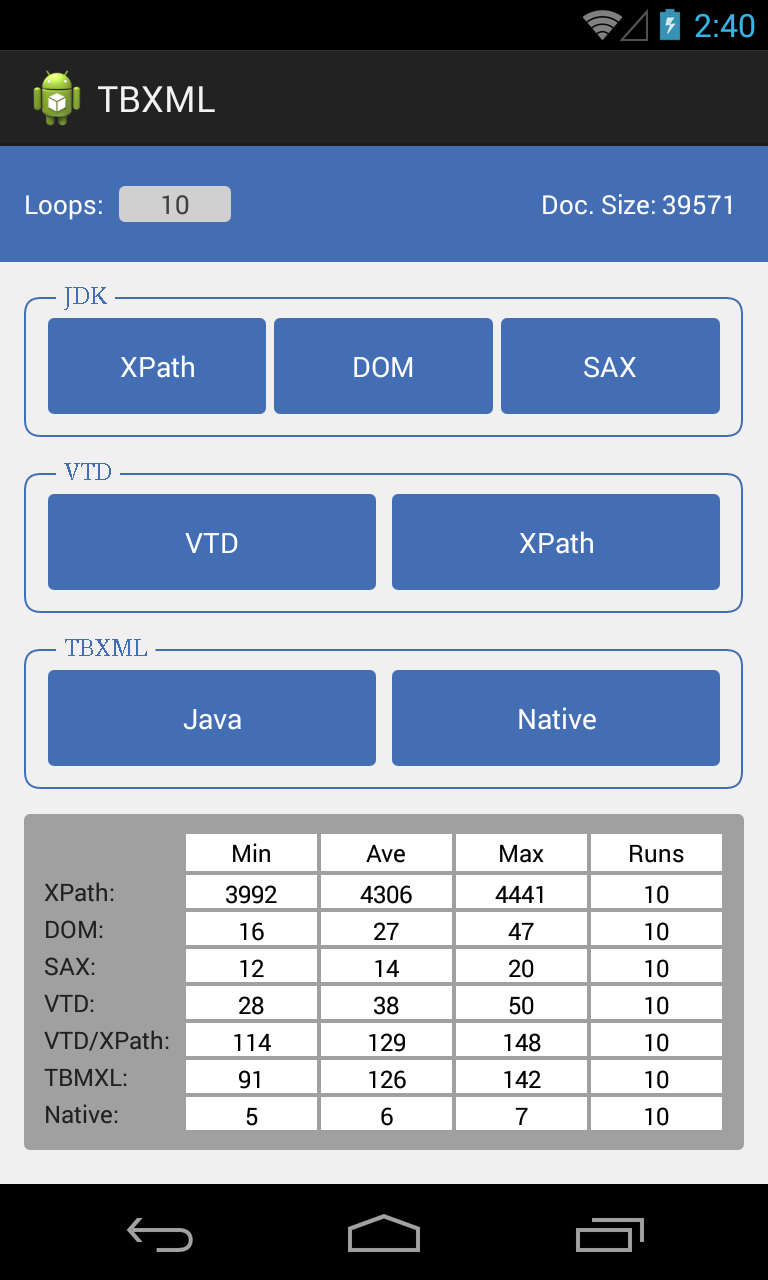 2:40
TBXML
Loops: 10 Doc. Size: 39571
JDK
XPath DOM SAX
VTD
VTD XPath
TBXML
Java Native
Min Ave Max Runs
XPath: 3992 4306 4441 10
DOM: 16 27 47 10
SAX: 12 14 20 10
VTD: 28 38 50 10
VTD/XPath: 114 129 148 10
TBMXL: 91 126 142 10
Native: 5 6 7 10